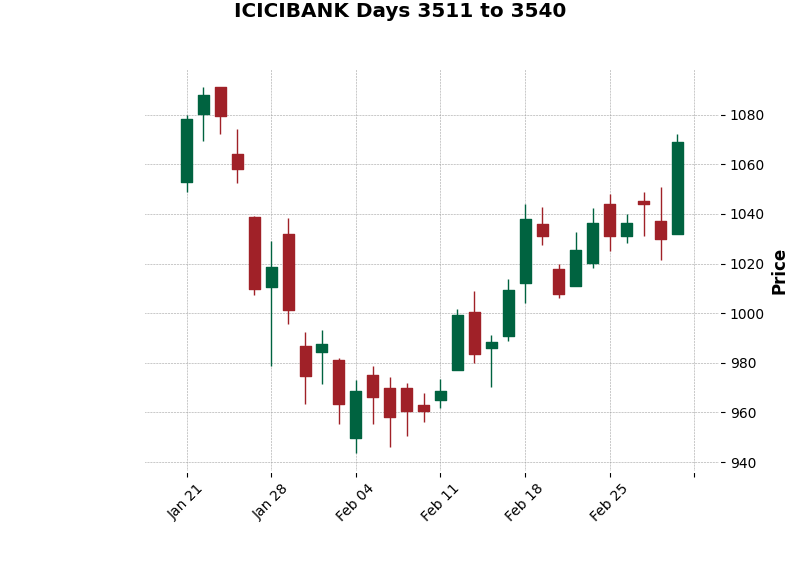 ICICIBANK Days 3511 to 3540
1080
1060
1040
1020
1000
980
960
940
Price
Jan 21
Jan 28
Feb 04
Feb 11
Feb 18
Feb 25